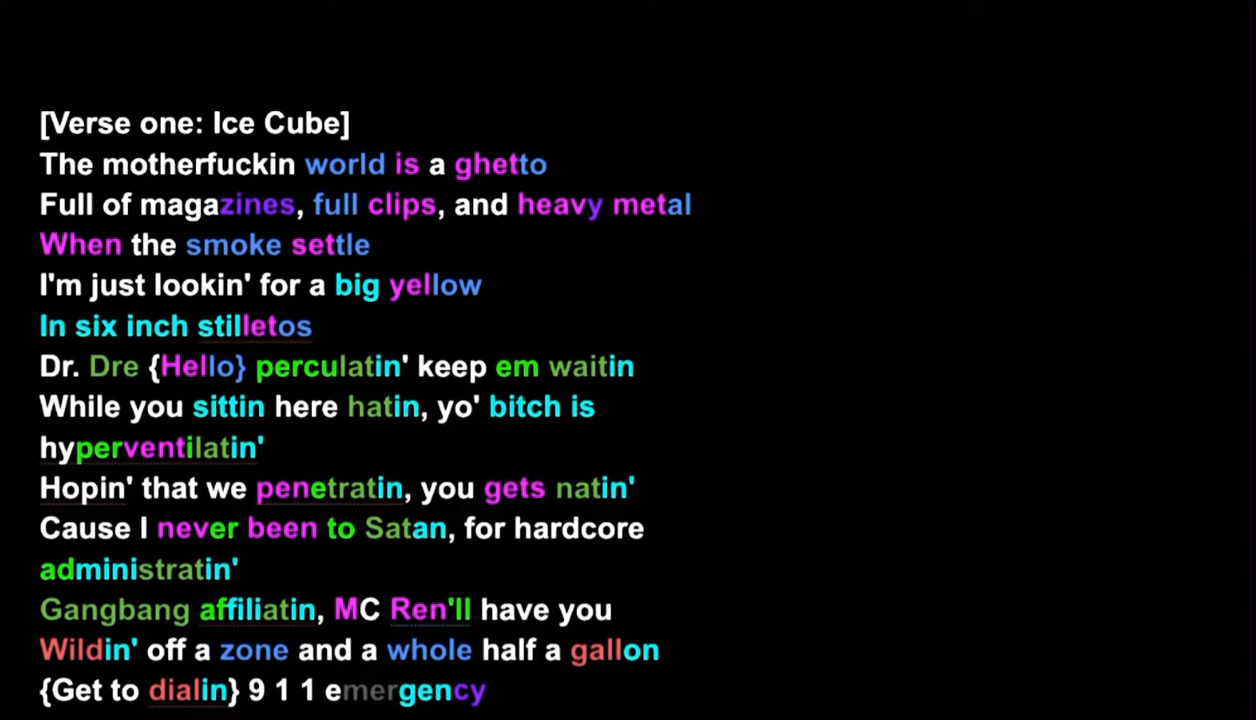 [Verse one: Ice Cube]
The motherfuckin world is a ghetto
Full of magazines, full clips, and heavy metal
When the smoke settle
I'm just lookin' for a big yellow
In six inch stilletos
Dr. Dre {Hello} perculatin' keep em waitin
While you sittin here hatin, yo' bitch is
hyperventilatin'
Hopin' that we penetratin, you gets natin'
Cause I never been to Satan, for hardcore
administratin'
Gangbang affiliatin, MC Ren'll have you
Wildin' off a zone and a whole half a gallon
{Get to dialin} 9 1 1 emergency